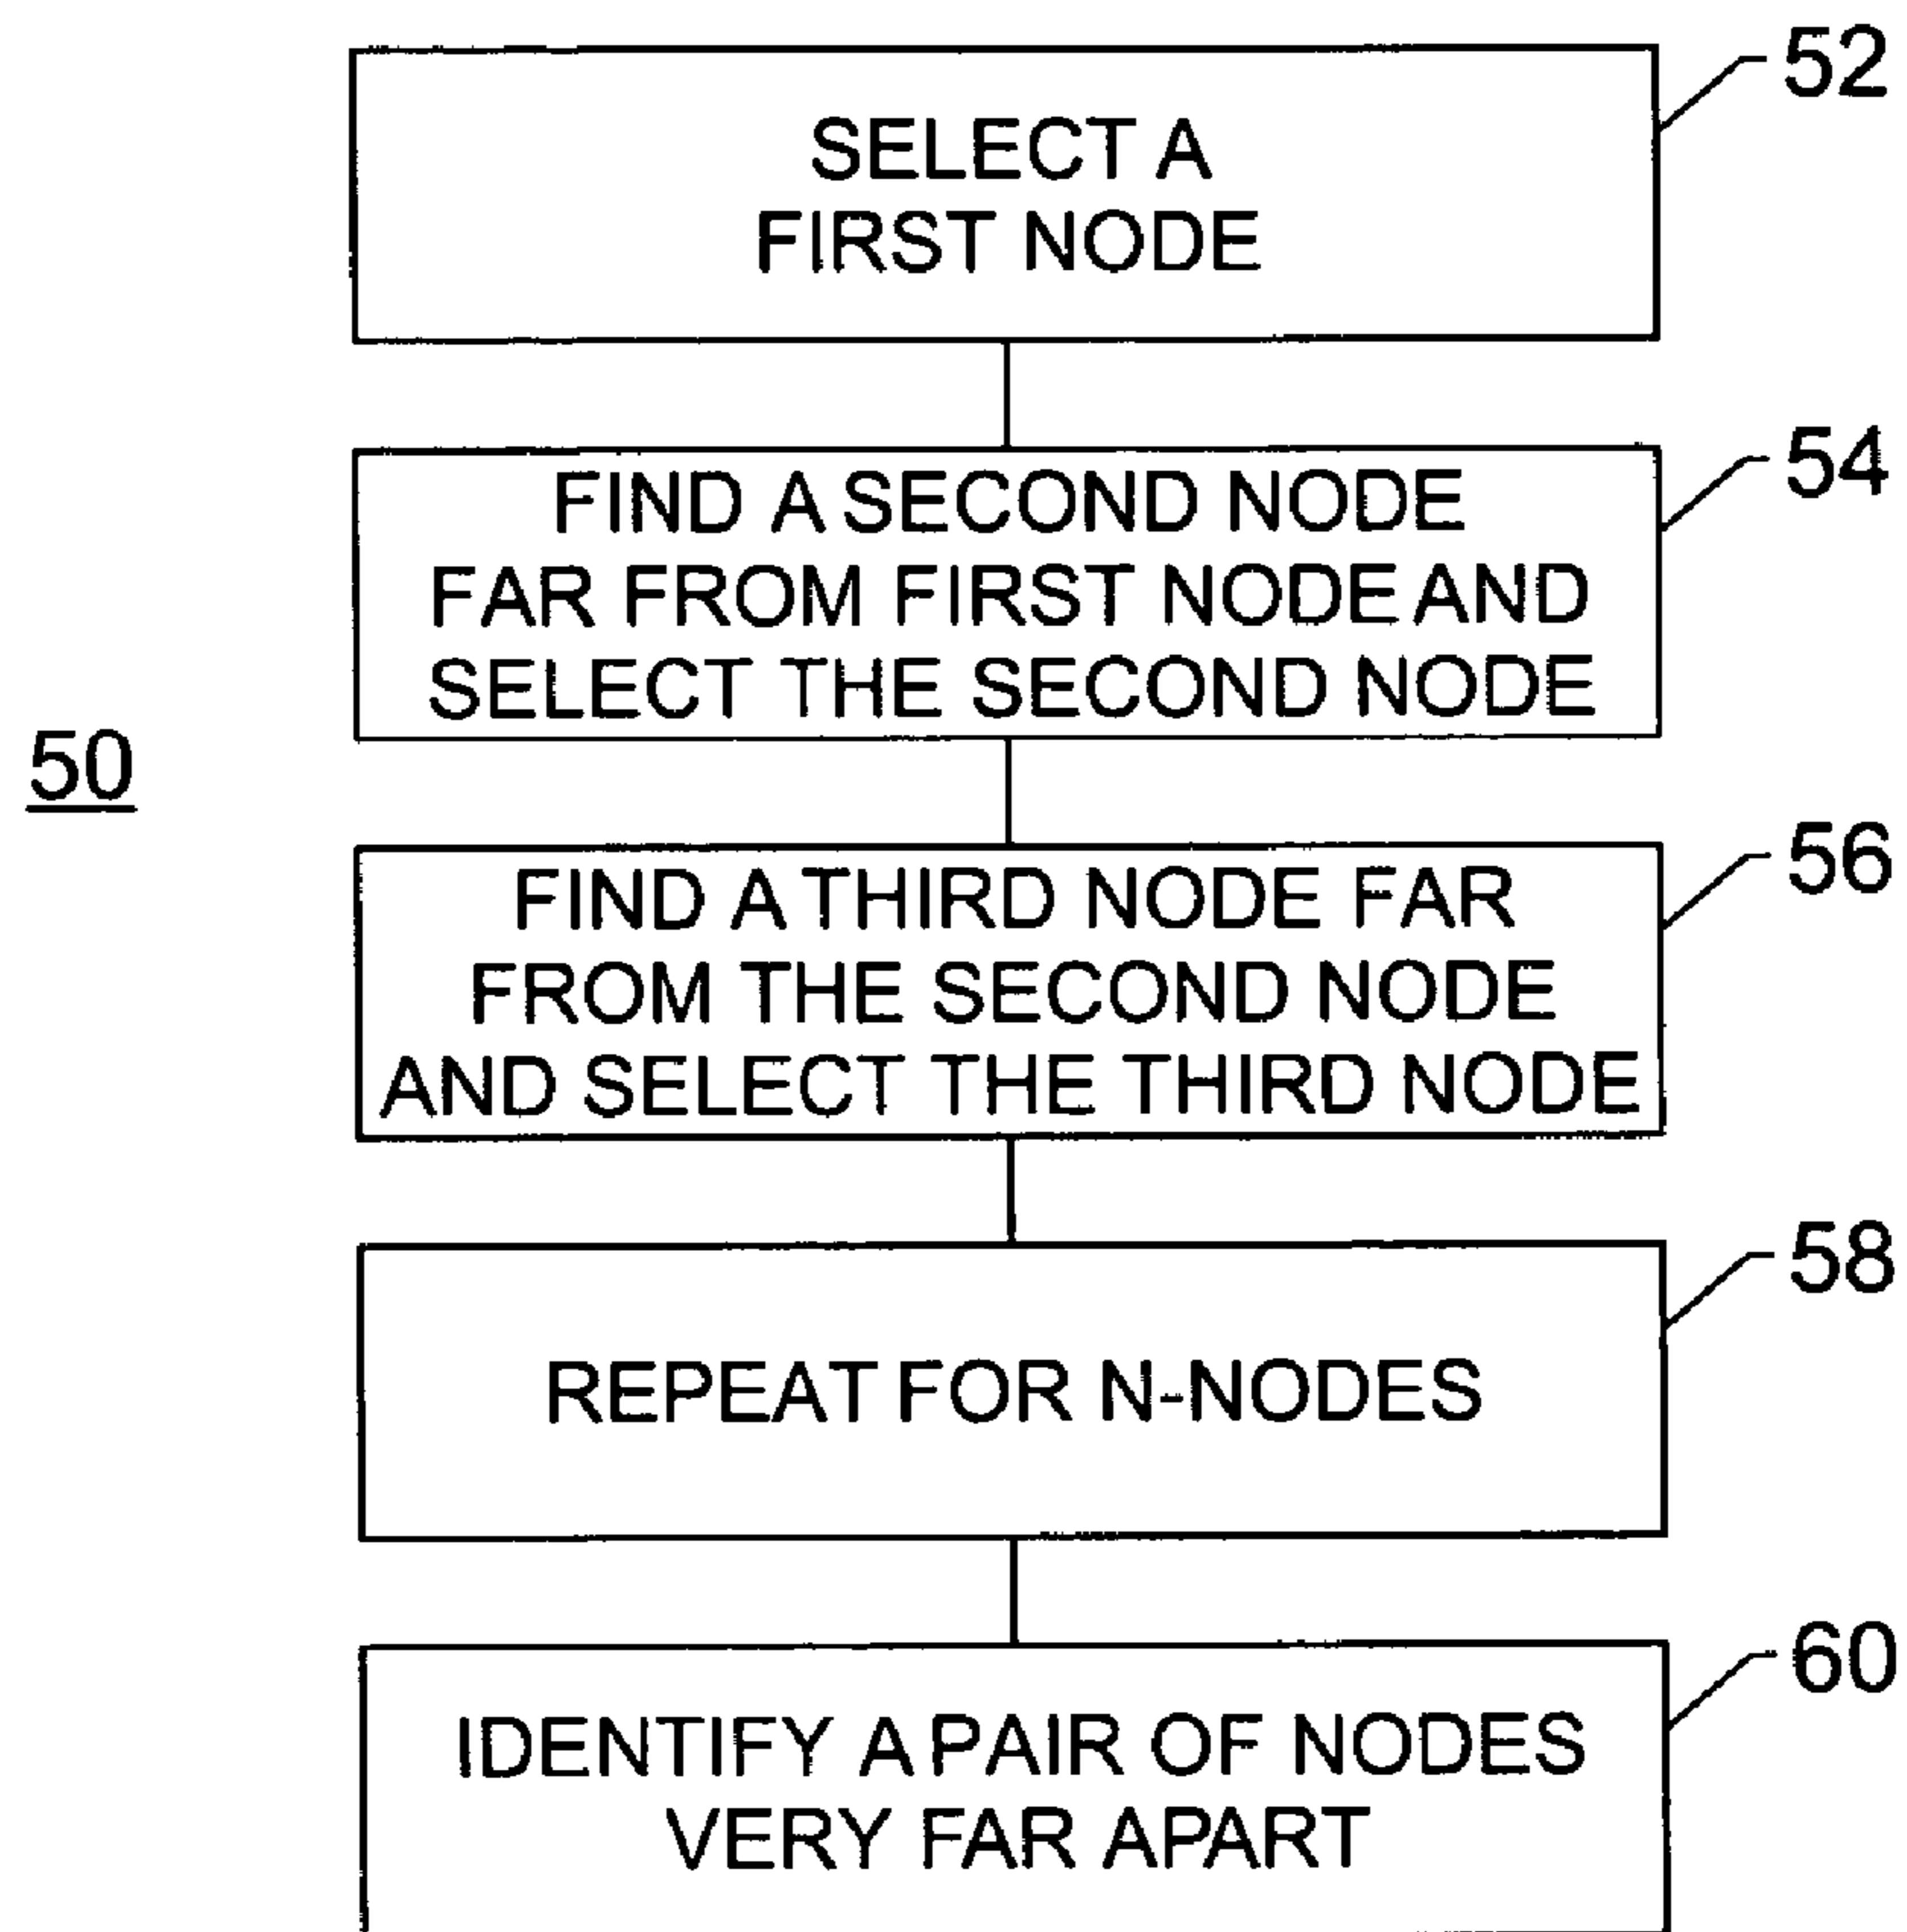 52
SELECT A
FIRST NODE
54
FIND A SECOND NODE
FAR FROM FIRST NODE AND
SELECT THE SECOND NODE
50
56
FIND A THIRD NODE FAR
FROM THE SECOND NODE
AND SELECT THE THIRD NODE
58
REPEAT FOR N-NODES
60
IDENTIFY A PAIR OF NODES
VERY FAR APART